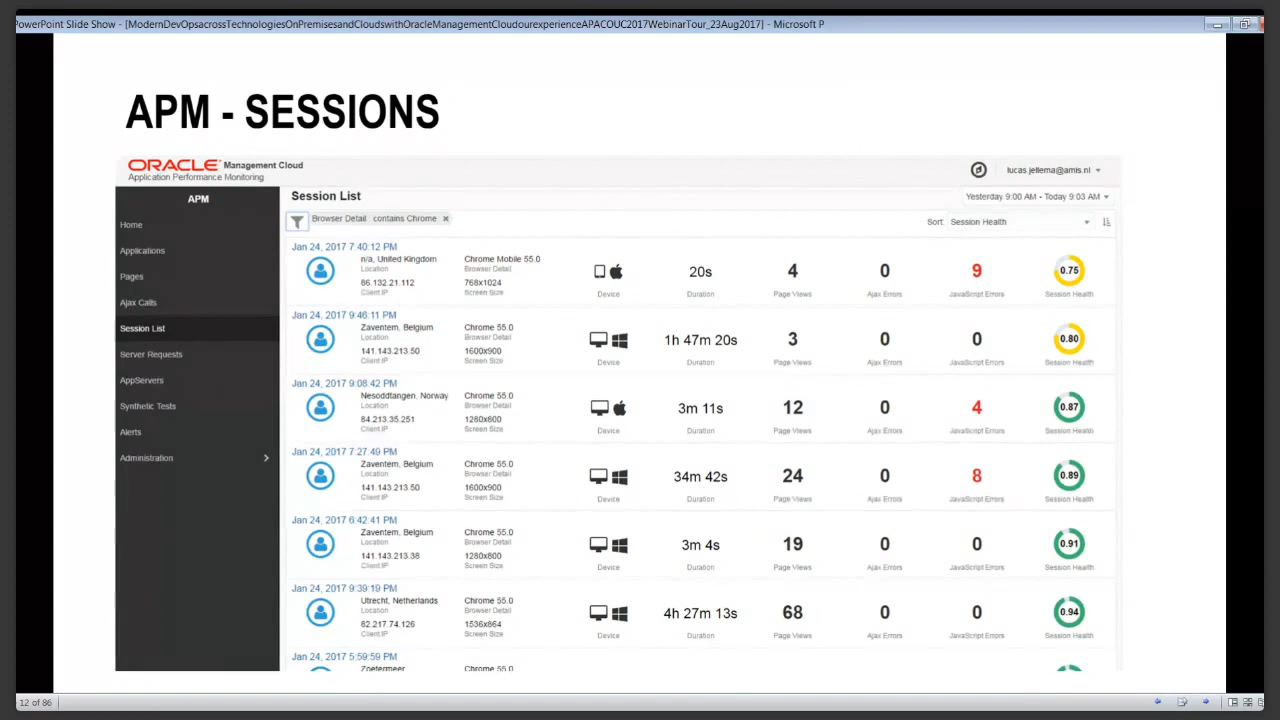 PowerPoint Slide Show - [ModernDevOpsacrossTechnologiesOnPremiseandCloudswithOracleManagementCloudourexperienceAPACOUC2017WebinarTour_23Aug2017] - Microsoft P
APM - SESSIONS
ORACLE Management Cloud
Application Performance Monitoring
lucas.jellema@amis.nl
APM
Home
Applications
Pages
Ajax Calls
Session List
Server Requests
AppServers
Synthetic Tests
Alerts
Administration
Session List
Yesterday 9:00 AM - Today 9:03 AM
Browser Detail contains Chrome
Sort: Session Health
Jan 24, 2017 7:40:12 PM
n/a, United Kingdom Chrome Mobile 55.0
Location Browser Detail
86.132.21.112 768x1024
Client IP Screen Size
20s 4 0 9 0.75
Device Duration Page Views Ajax Errors JavaScript Errors Session Health
Jan 24, 2017 9:46:11 PM
Zaventem, Belgium Chrome 55.0
Location Browser Detail
141.143.213.50 1600x900
Client IP Screen Size
1h 47m 20s 3 0 0 0.80
Device Duration Page Views Ajax Errors JavaScript Errors Session Health
Jan 24, 2017 9:08:42 PM
Nesoddtangen, Norway Chrome 55.0
Location Browser Detail
84.213.35.251 1280x800
Client IP Screen Size
3m 11s 12 0 4 0.87
Device Duration Page Views Ajax Errors JavaScript Errors Session Health
Jan 24, 2017 7:27:49 PM
Zaventem, Belgium Chrome 55.0
Location Browser Detail
141.143.213.50 1600x900
Client IP Screen Size
34m 42s 24 0 8 0.89
Device Duration Page Views Ajax Errors JavaScript Errors Session Health
Jan 24, 2017 6:42:41 PM
Zaventem, Belgium Chrome 55.0
Location Browser Detail
141.143.213.38 1280x800
Client IP Screen Size
3m 4s 19 0 0 0.91
Device Duration Page Views Ajax Errors JavaScript Errors Session Health
Jan 24, 2017 9:39:19 PM
Utrecht, Netherlands Chrome 55.0
Location Browser Detail
62.217.74.126 1536x864
Client IP Screen Size
4h 27m 13s 68 0 0 0.94
Device Duration Page Views Ajax Errors JavaScript Errors Session Health
Jan 24, 2017 5:59:59 PM
Zoetermeer
12 of 86